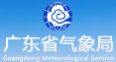 广东省气象局
Guangdong Meteorological Service